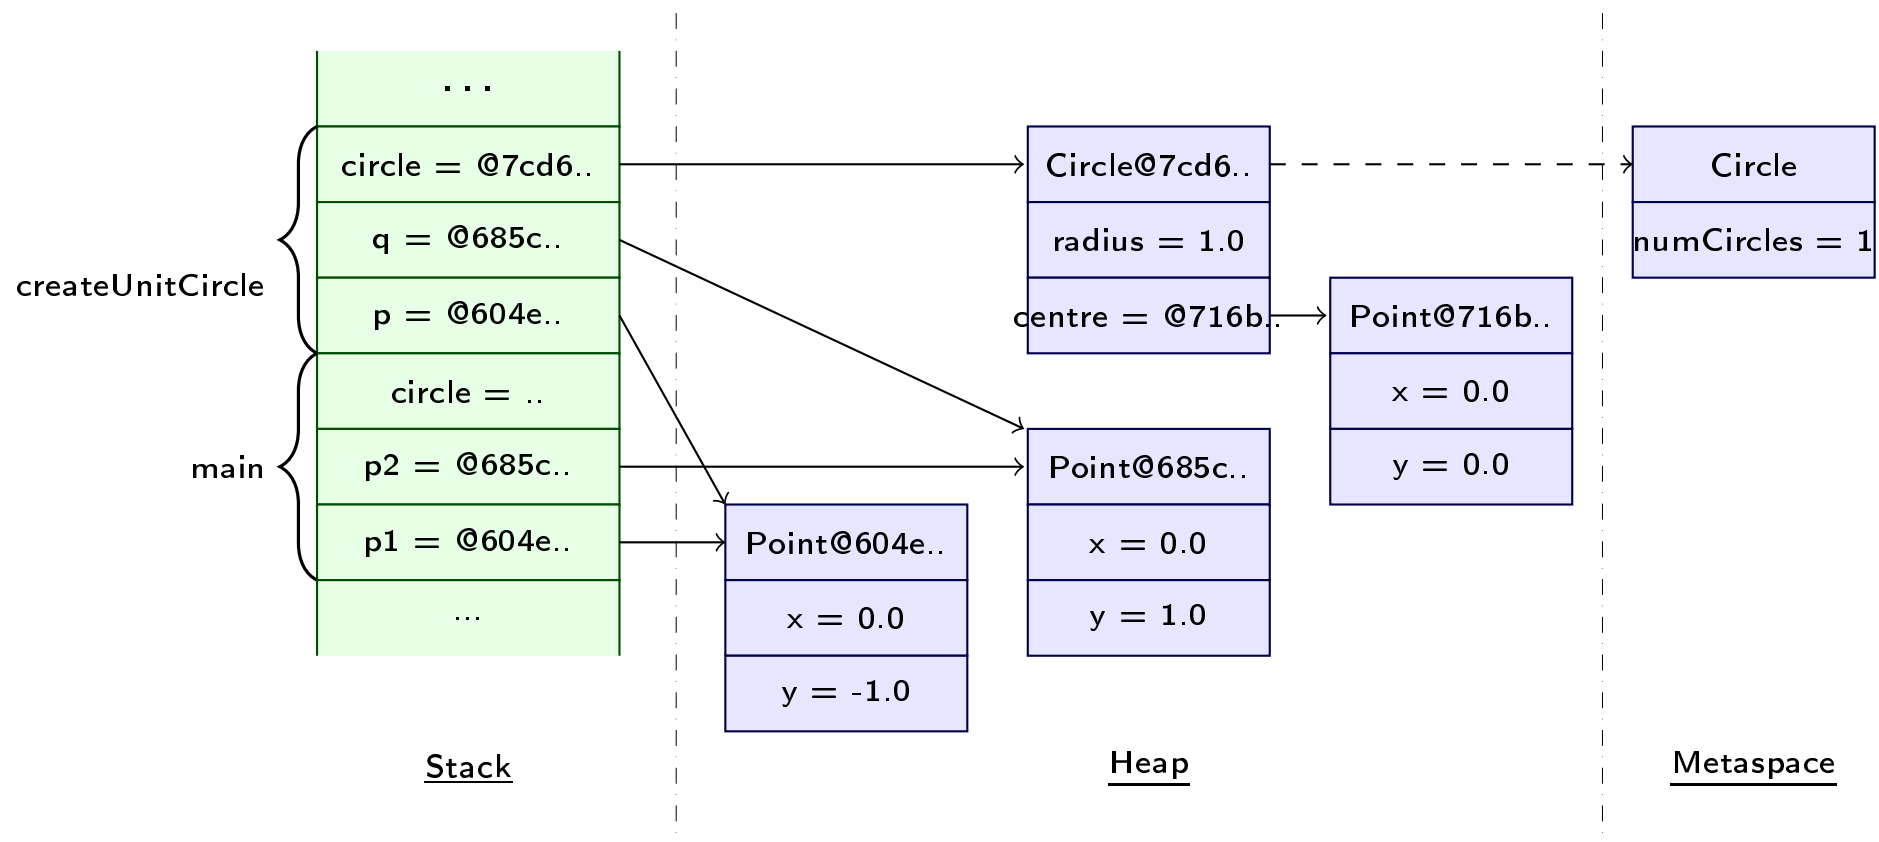 ...
circle = @7cd6..
q = @685c..
createUnitCircle
p = @604e..
circle = ..
main
p2 = @685c..
p1 = @604e..
...
Stack
Circle@7cd6..
radius = 1.0
centre = @716b..
Point@716b..
x = 0.0
y = 0.0
Point@685c..
x = 0.0
y = 1.0
Point@604e..
x = 0.0
y = -1.0
Heap
Circle
numCircles = 1
Metaspace